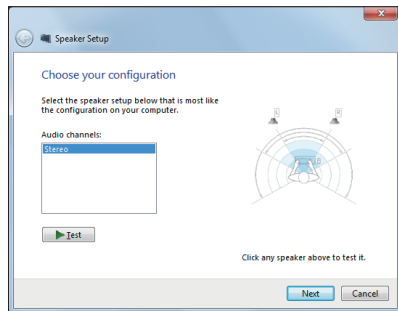 Speaker Setup
Choose your configuration
Select the speaker setup below that is most like
the configuration on your computer.
Audio channels:
Stereo
L
R
Test
Click any speaker above to test it.
Next
Cancel